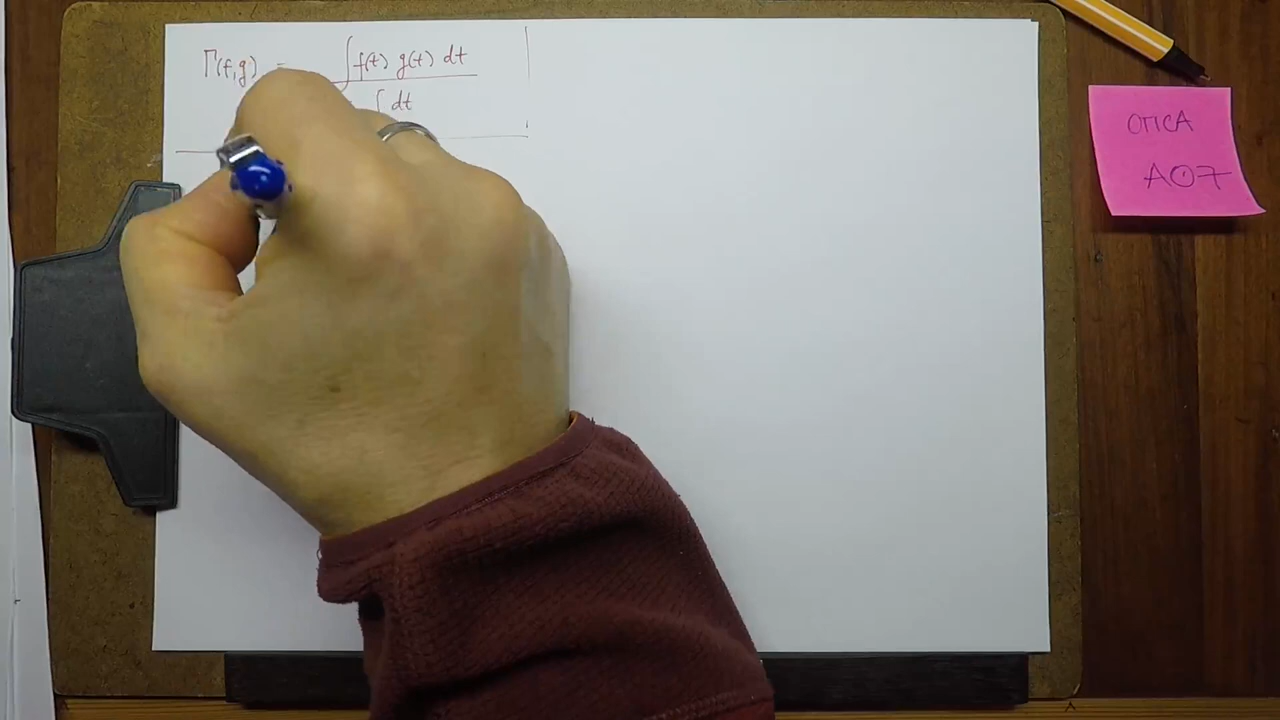 Γ(f,g) = ∫ f(t) g(t) dt
∫ dt
OTICA
A07